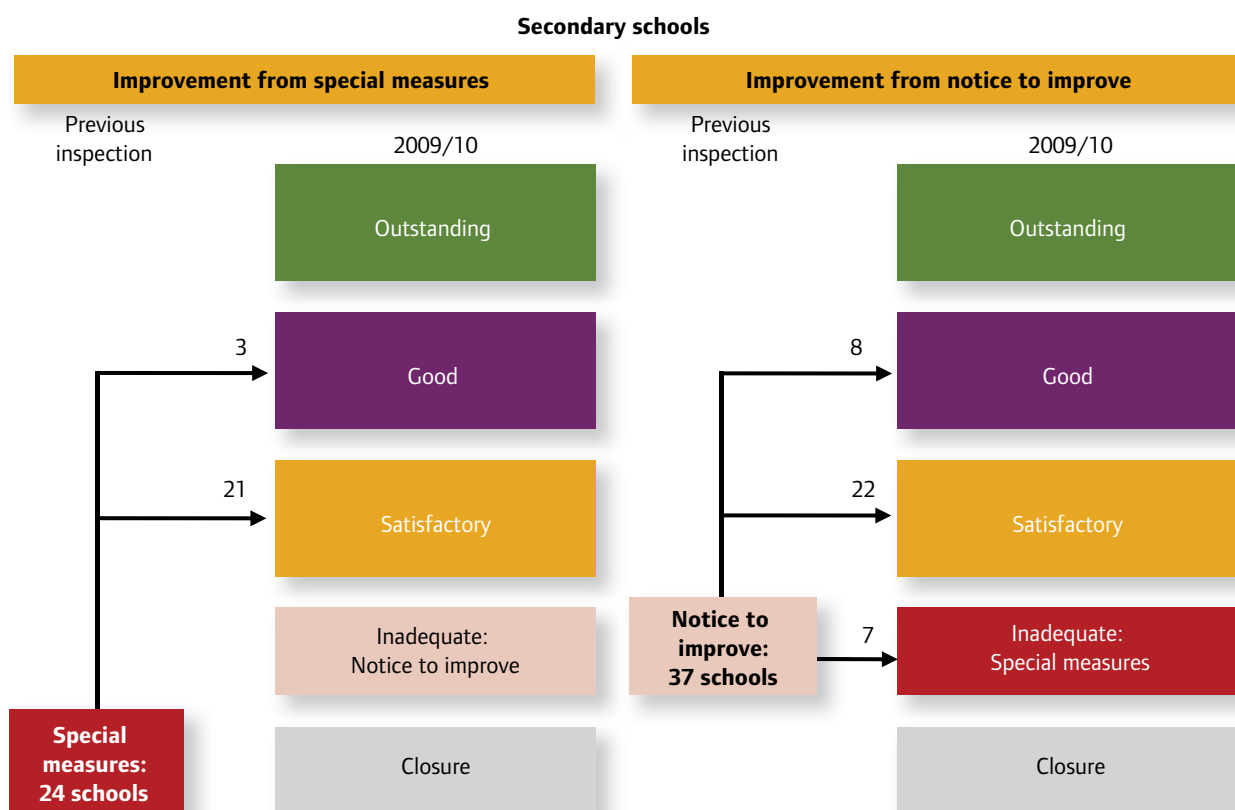 Secondary schools
Improvement from special measures
Previous
inspection
2009/10
Outstanding
3
Good
21
Satisfactory
Inadequate:
Notice to improve
Special
measures:
24 schools
Closure
Improvement from notice to improve
Previous
inspection
2009/10
Outstanding
8
Good
22
Satisfactory
Notice to
improve:
37 schools
7
Inadequate:
Special measures
Closure